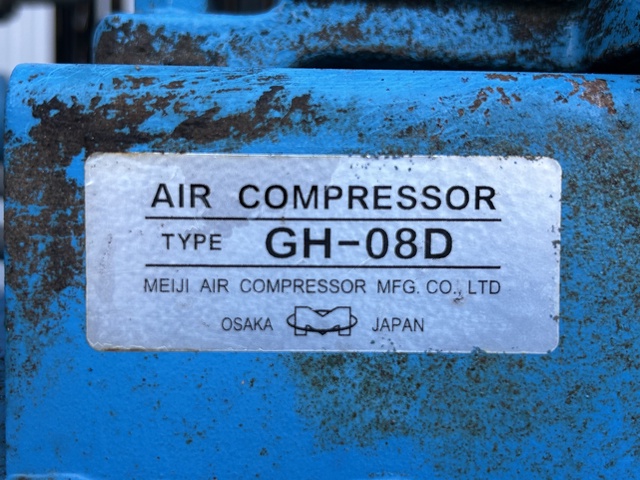 AIR COMPRESSOR
TYPE GH-08D
MEIJI AIR COMPRESSOR MFG. CO., LTD
OSAKA JAPAN